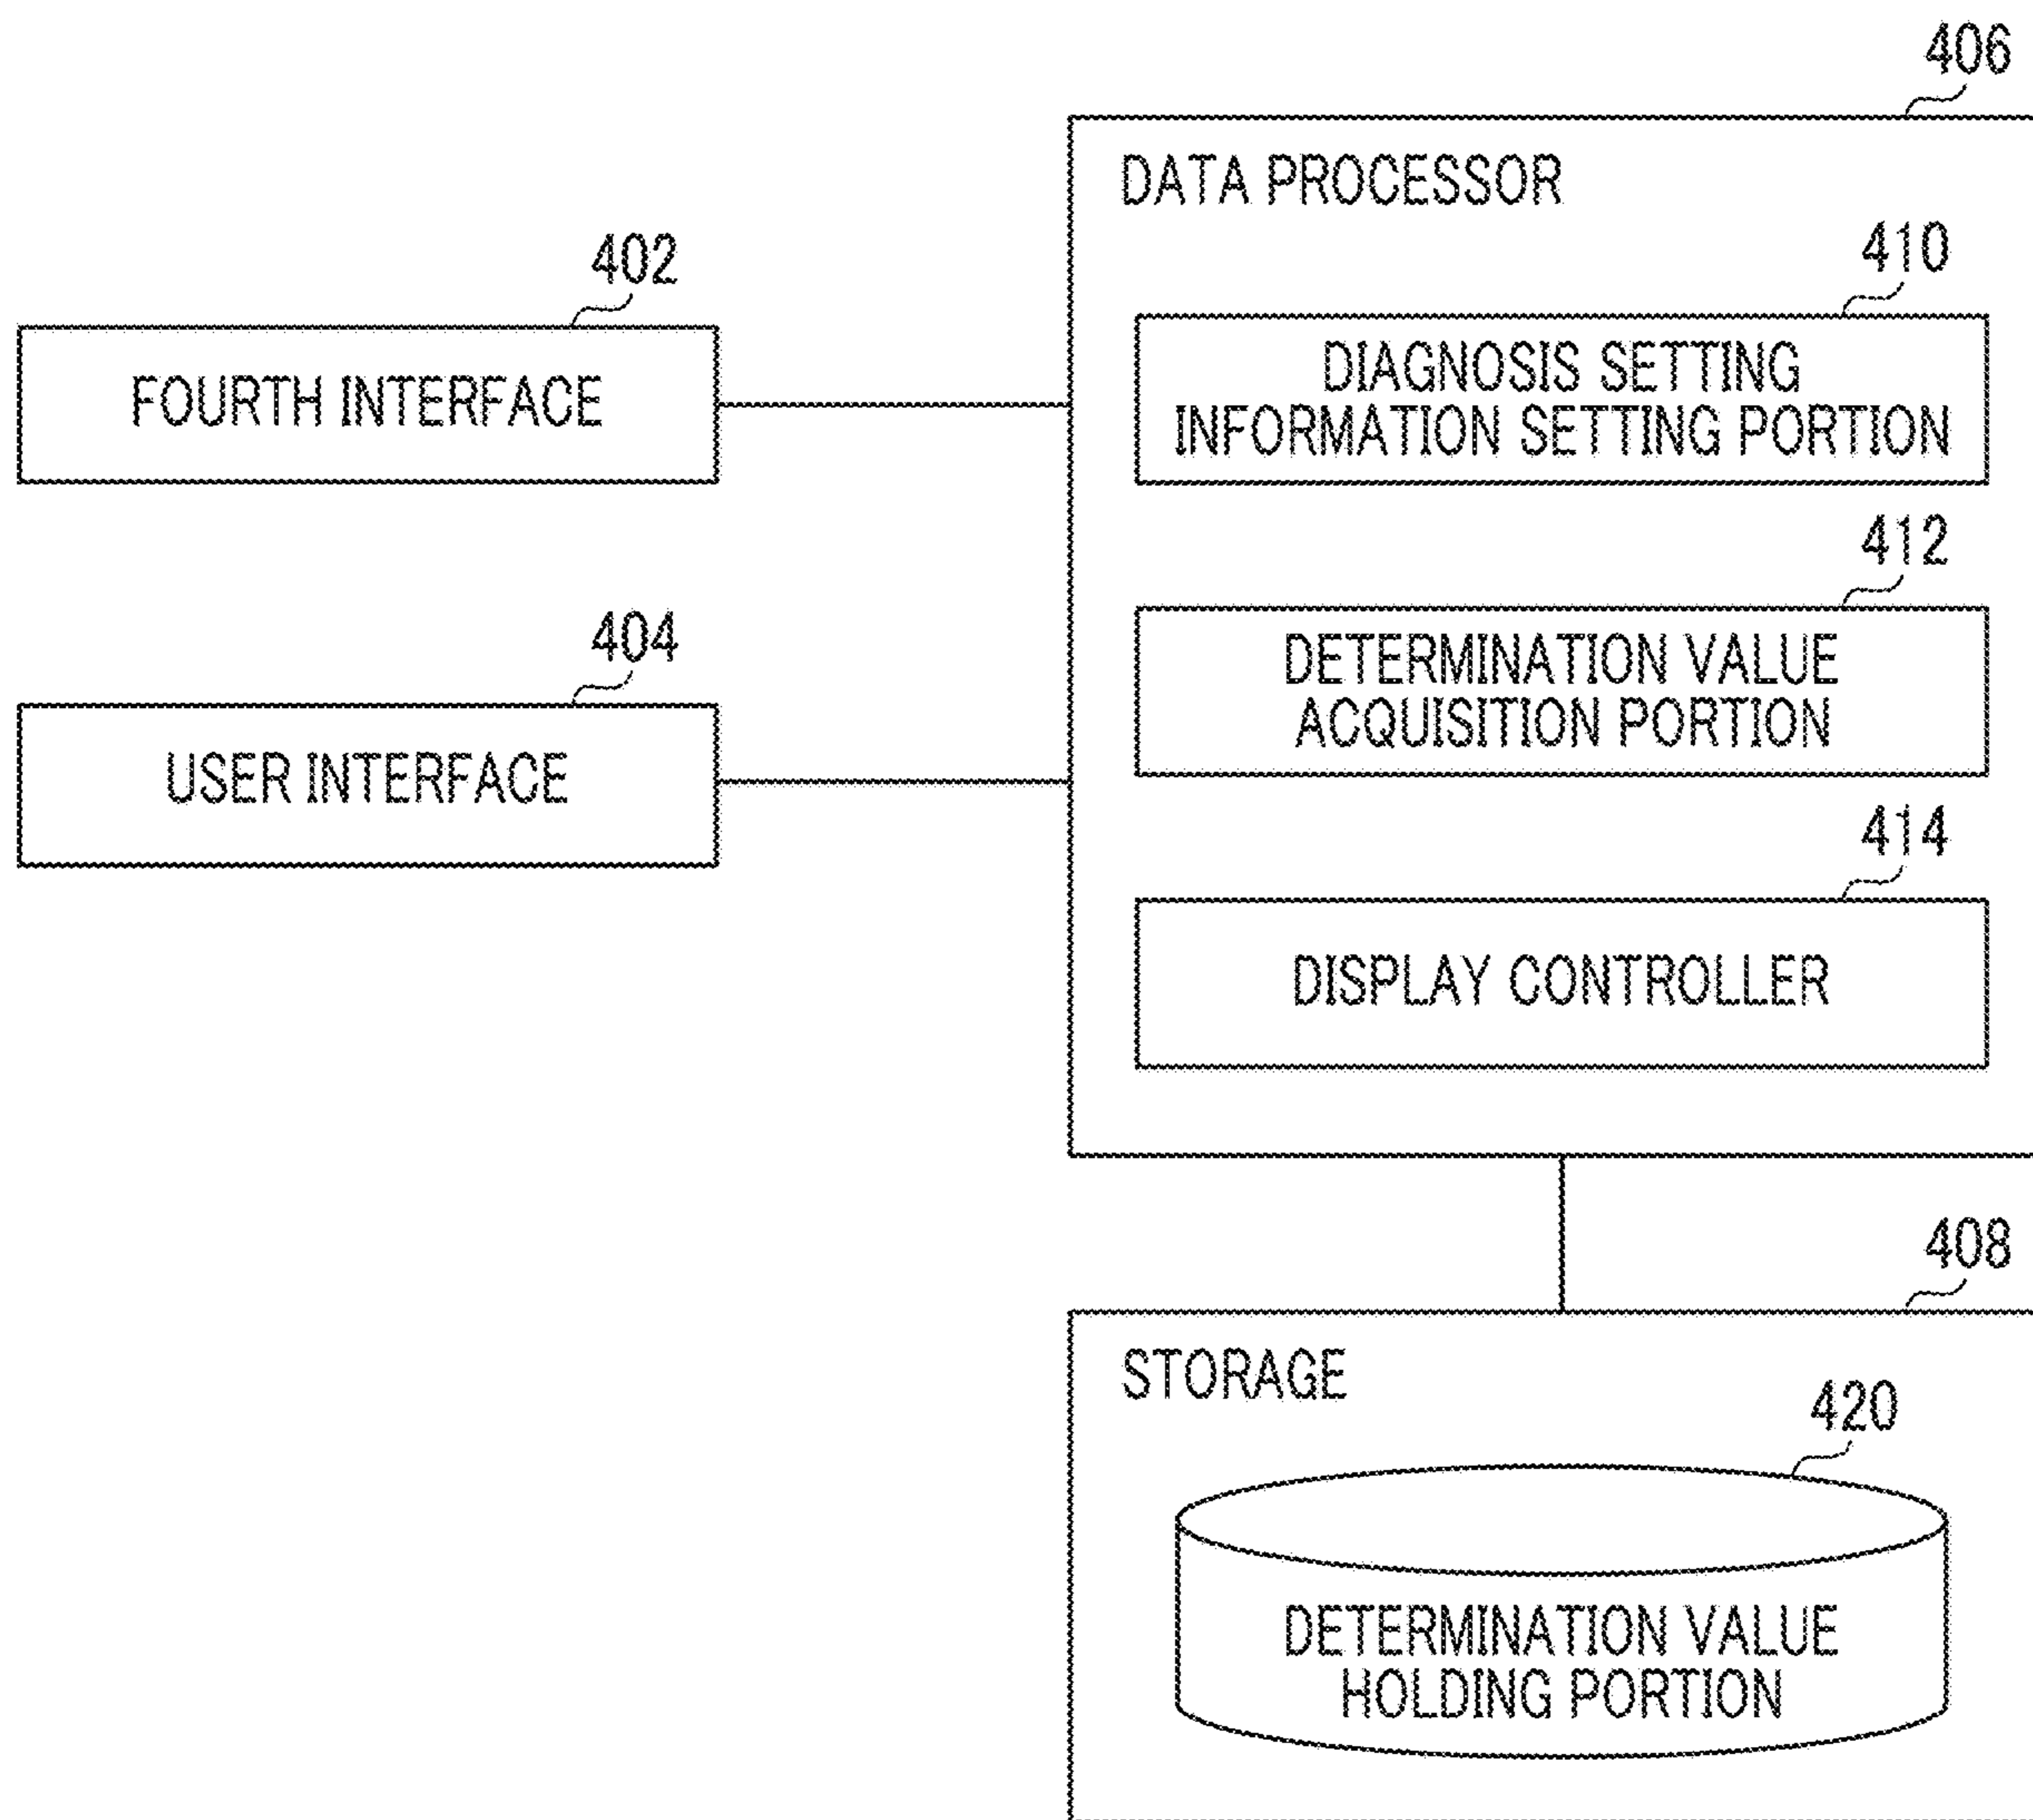 406
DATA PROCESSOR
402
FOURTH INTERFACE
410
DIAGNOSIS SETTING
INFORMATION SETTING PORTION
412
DETERMINATION VALUE
ACQUISITION PORTION
404
USER INTERFACE
414
DISPLAY CONTROLLER
408
STORAGE
420
DETERMINATION VALUE
HOLDING PORTION